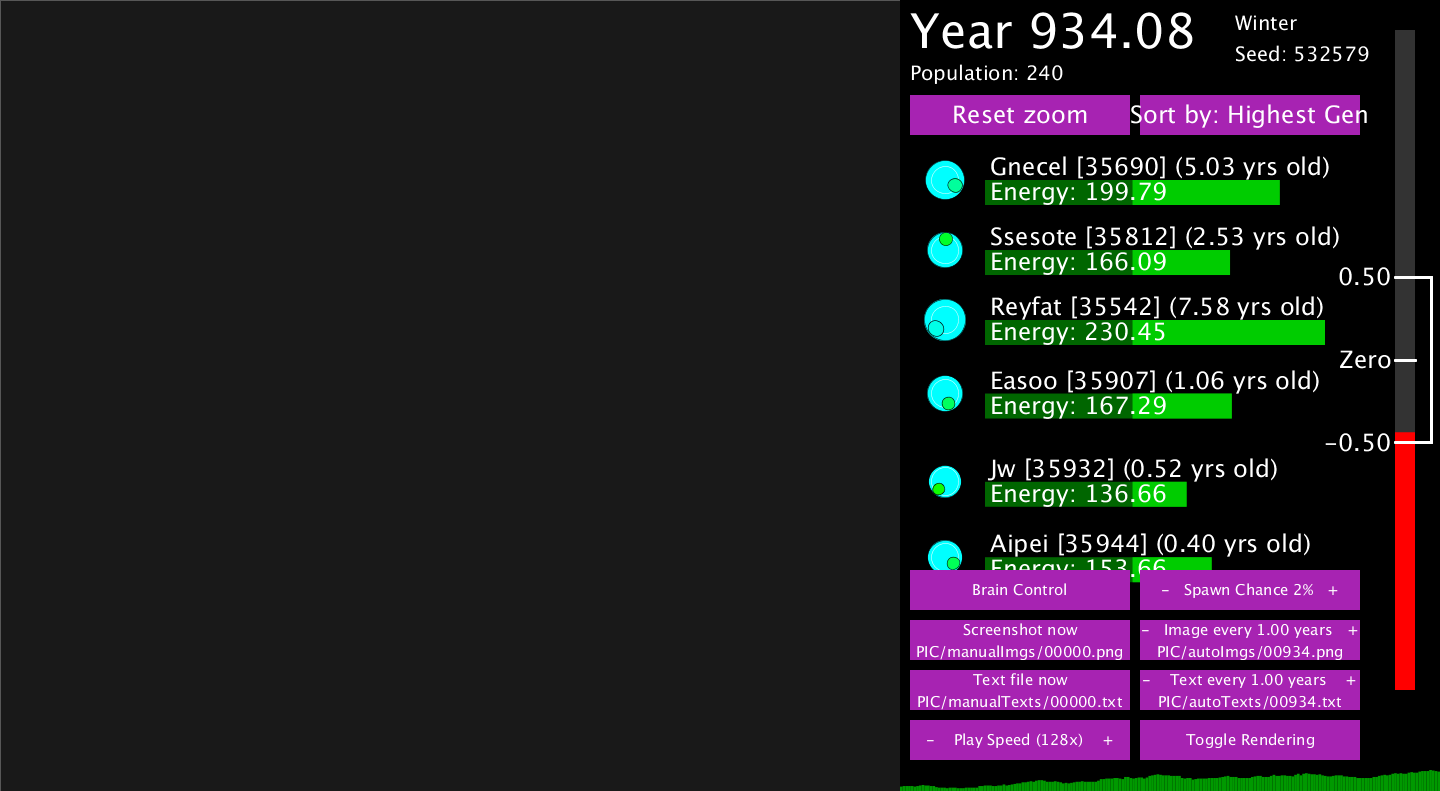 Year 934.08
Winter
Seed: 532579
Population: 240
Reset zoom
Sort by: Highest Gen
Gnecel [35690] (5.03 yrs old)
Energy: 199.79
Ssesote [35812] (2.53 yrs old)
Energy: 166.09
0.50
Reyfat [35542] (7.58 yrs old)
Energy: 230.45
Zero
Easoo [35907] (1.06 yrs old)
Energy: 167.29
-0.50
Jw [35932] (0.52 yrs old)
Energy: 136.66
Aipei [35944] (0.40 yrs old)
Energy: 153.66
Brain Control
- Spawn Chance 2% +
Screenshot now
PIC/manualImgs/00000.png
- Image every 1.00 years +
PIC/autoImgs/00934.png
Text file now
PIC/manualTexts/00000.txt
- Text every 1.00 years +
PIC/autoTexts/00934.txt
- Play Speed (128x) +
Toggle Rendering